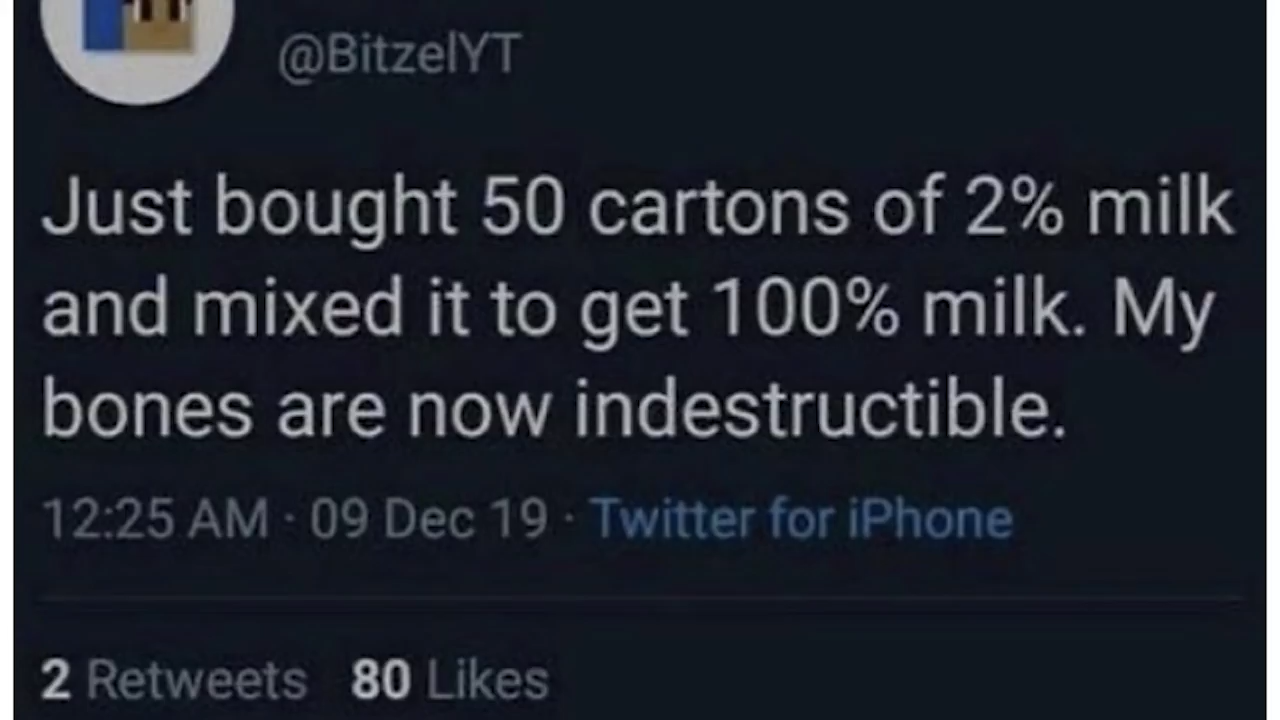 @BitzelYT
Just bought 50 cartons of 2% milk
and mixed it to get 100% milk. My
bones are now indestructible.
12:25 AM · 09 Dec 19 · Twitter for iPhone
2 Retweets 80 Likes